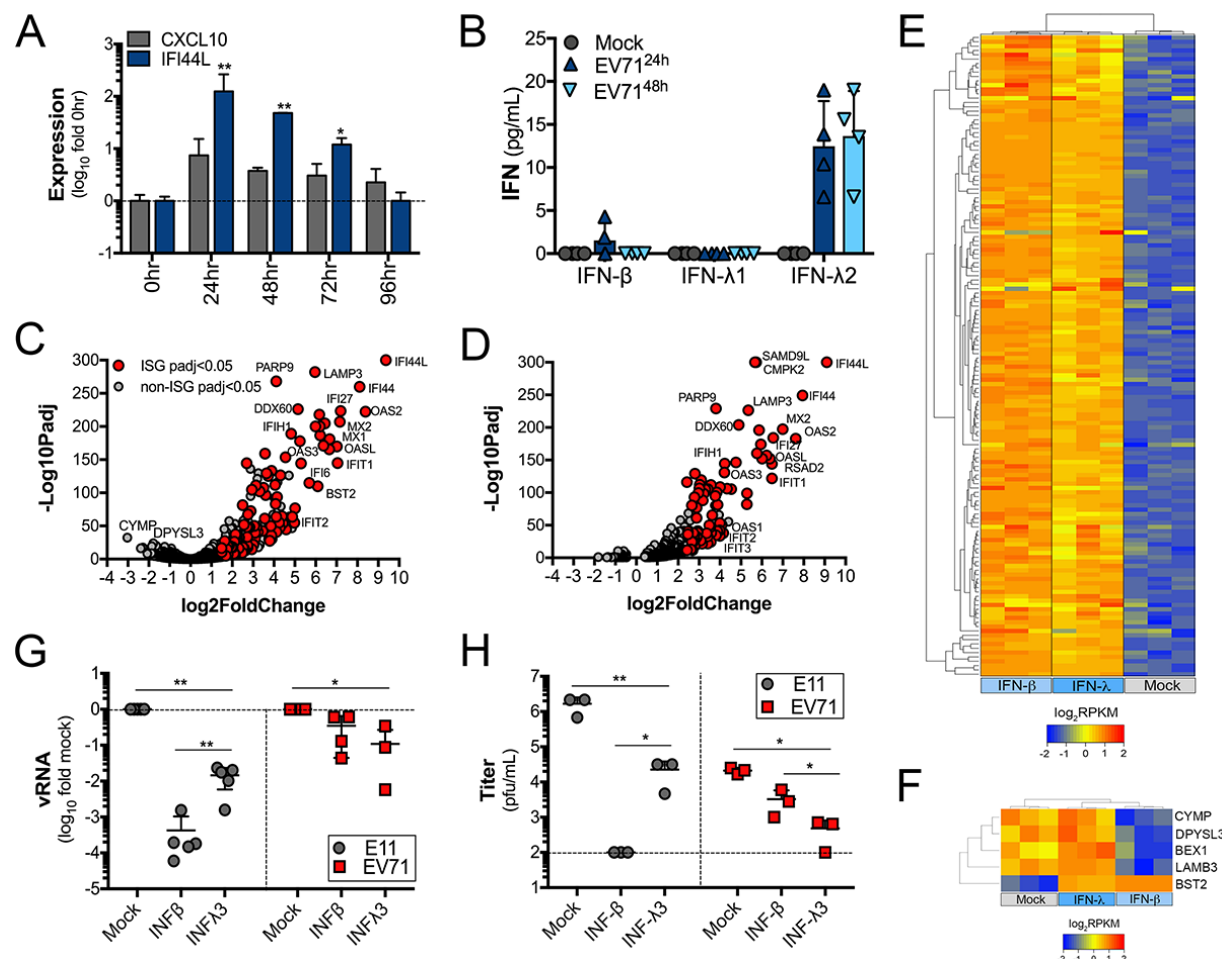 A
CXCL10
IFI44L
Expression
(log10 fold 0hr)
3
2
1
0
-1
**
**
*
0hr
24hr
48hr
72hr
96hr
B
Mock
EV71 24h
EV71 48h
IFN (pg/mL)
25
20
15
10
5
0
IFN-β
IFN-λ1
IFN-λ2
C
ISG padj<0.05
non-ISG padj<0.05
-Log10Padj
300
250
200
150
100
50
0
PARP9
LAMP3
IFI44L
IFI44
IFI27
DDX60
OAS2
IFIH1
MX2
MX1
OAS3
OASL
IFIT1
IFI6
BST2
IFIT2
CYMP
DPYSL3
-4 -3 -2 -1 0 1 2 3 4 5 6 7 8 9 10
log2FoldChange
D
-Log10Padj
300
250
200
150
100
50
0
SAMD9L
CMPK2
IFI44L
PARP9
LAMP3
IFI44
DDX60
MX2
OAS2
IFI27
IFIH1
OASL
RSAD2
OAS3
IFIT1
OAS1
IFIT2
IFIT3
-4 -3 -2 -1 0 1 2 3 4 5 6 7 8 9 10
log2FoldChange
E
IFN-β
IFN-λ
Mock
log2RPKM
-2 -1 0 1 2
F
CYMP
DPYSL3
BEX1
LAMB3
BST2
Mock
IFN-λ
IFN-β
log2RPKM
G
vRNA
(log10 fold mock)
1
0
-1
-2
-3
-4
-5
**
**
*
E11
EV71
Mock
INFβ
INFλ3
Mock
INFβ
INFλ3
H
Titer
(pfu/mL)
7
6
5
4
3
2
1
**
*
*
*
E11
EV71
Mock
INF-β
INF-λ3
Mock
INF-β
INF-λ3